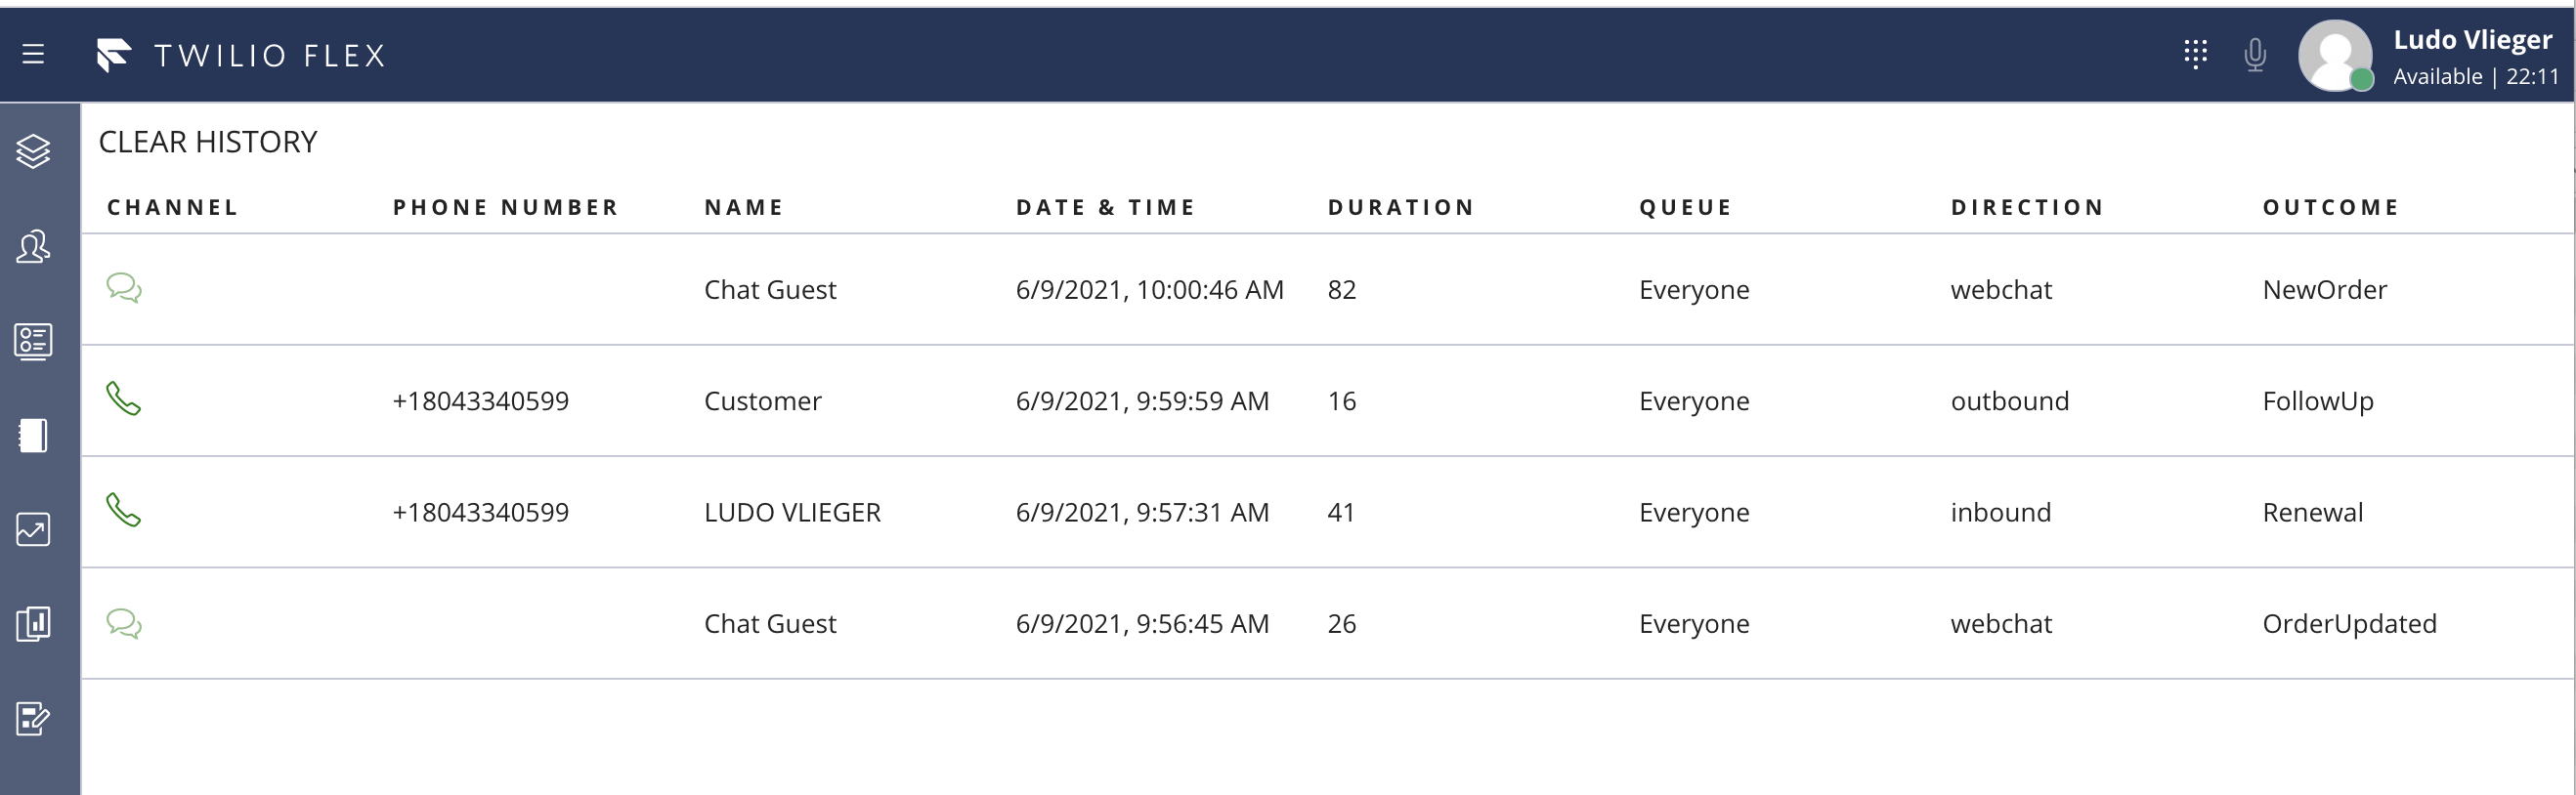 TWILIO FLEX
Ludo Vlieger
Available | 22:11
CLEAR HISTORY
CHANNEL PHONE NUMBER NAME DATE & TIME DURATION QUEUE DIRECTION OUTCOME
Chat Guest 6/9/2021, 10:00:46 AM 82 Everyone webchat NewOrder
+18043340599 Customer 6/9/2021, 9:59:59 AM 16 Everyone outbound FollowUp
+18043340599 LUDO VLIEGER 6/9/2021, 9:57:31 AM 41 Everyone inbound Renewal
Chat Guest 6/9/2021, 9:56:45 AM 26 Everyone webchat OrderUpdated